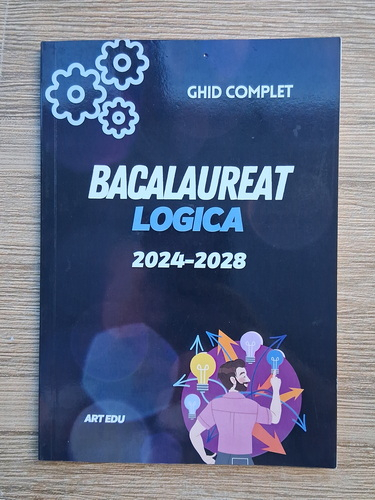 GHID COMPLET
BACALAUREAT
LOGICA
2024-2028
ART EDU